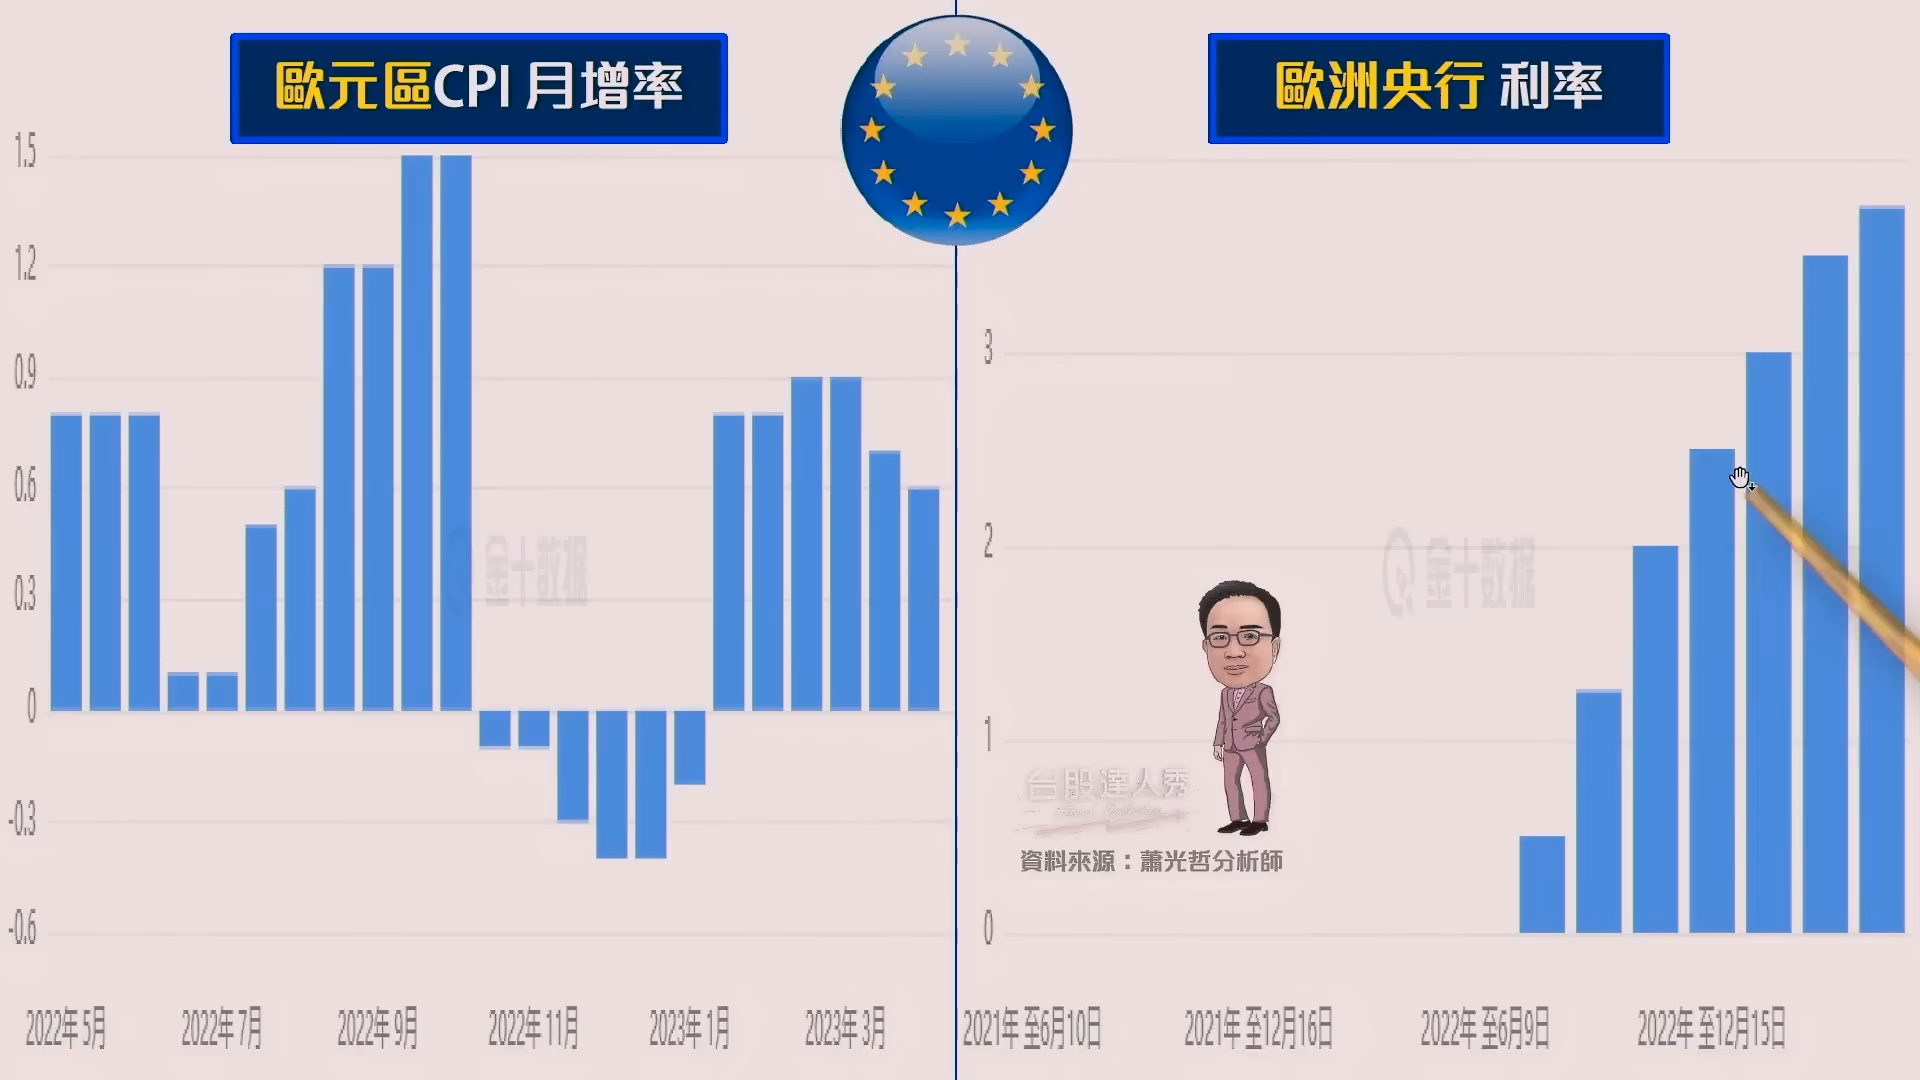 歐元區CPI 月增率
1.5
1.2
0.9
0.6
0.3
0
-0.3
-0.6
2022年5月
2022年7月
2022年9月
2022年11月
2023年1月
2023年3月
金十数据
歐洲央行 利率
3
2
1
0
2021年至6月10日
2021年至12月16日
2022年至6月9日
2022年至12月15日
金十数据
台股達人秀
資料來源：蕭光哲分析師